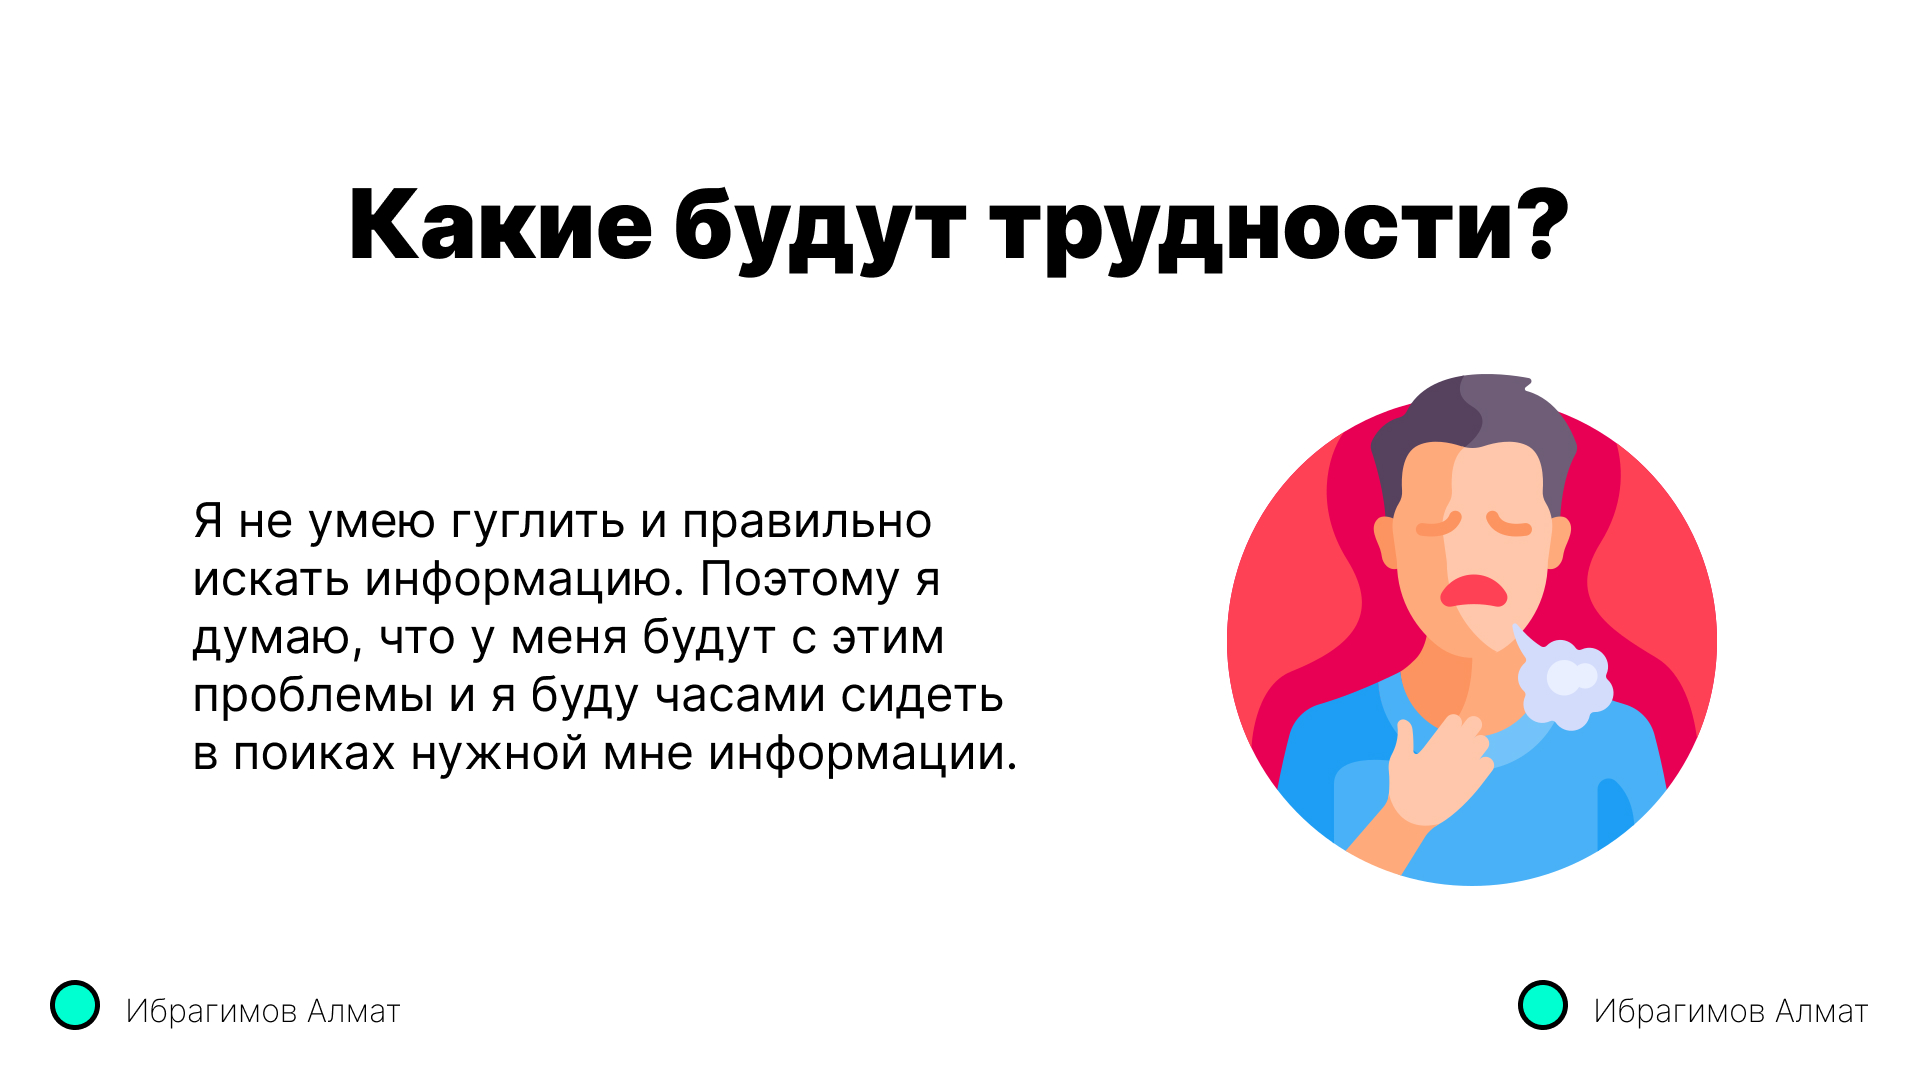 Какие будут трудности?
Я не умею гуглить и правильно
искать информацию. Поэтому я
думаю, что у меня будут с этим
проблемы и я буду часами сидеть
в поиках нужной мне информации.
Ибрагимов Алмат
Ибрагимов Алмат